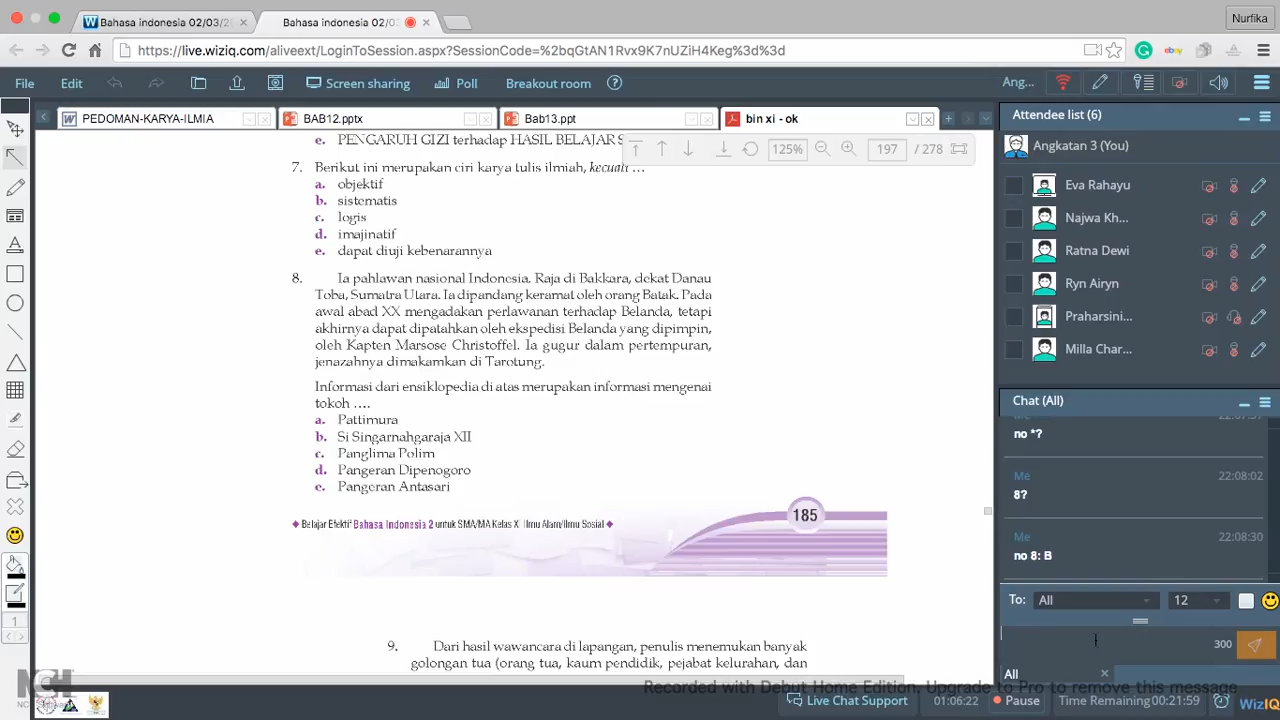 Bahasa indonesia 02/03/2
Bahasa indonesia 02/03
Nurfika
https://live.wiziq.com/aliveext/LoginToSession.aspx?SessionCode=%2bqGtAN1Rvx9K7nUZiH4Keg%3d%3d
File Edit Screen sharing Poll Breakout room Ang...
PEDOMAN-KARYA-ILMIA
BAB12.pptx
Bab13.ppt
bin xi - ok
125% 197 / 278
e. PENGARUH GIZI terhadap HASIL BELAJAR S
7. Berikut ini merupakan ciri karya tulis ilmiah, kecuali ...
a. objektif
b. sistematis
c. logis
d. imajinatif
e. dapat diuji kebenarannya
8. Ia pahlawan nasional Indonesia. Raja di Bakkara, dekat Danau
Toba, Sumatra Utara. Ia dipandang keramat oleh orang Batak. Pada
awal abad XX mengadakan perlawanan terhadap Belanda, tetapi
akhirnya dapat dipatahkan oleh ekspedisi Belanda yang dipimpin,
oleh Kapten Marsose Christoffel. Ia gugur dalam pertempuran,
jenazahnya dimakamkan di Tarotung.
Informasi dari ensiklopedia di atas merupakan informasi mengenai
tokoh ....
a. Pattimura
b. Si Singarnahgaraja XII
c. Panglima Polim
d. Pangeran Dipenogoro
e. Pangeran Antasari
Belajar Efektif Bahasa Indonesia 2 untuk SMA/MA Kelas XI Ilmu Alam/Ilmu Sosial
185
9. Dari hasil wawancara di lapangan, penulis menemukan banyak
golongan tua (orang tua, kaum pendidik, pejabat kelurahan, dan
Attendee list (6)
Angkatan 3 (You)
Eva Rahayu
Najwa Kh...
Ratna Dewi
Ryn Airyn
Praharsini...
Milla Char...
Chat (All)
Me 22:07:57
no *?
Me 22:08:02
8?
Me 22:08:30
no 8: B
To: All 12
300
All
1
NCH
Recorded with Debut Home Edition. Upgrade to Pro to remove this message
Live Chat Support 01:06:22 Pause Time Remaining 00:21:59 WizIQ